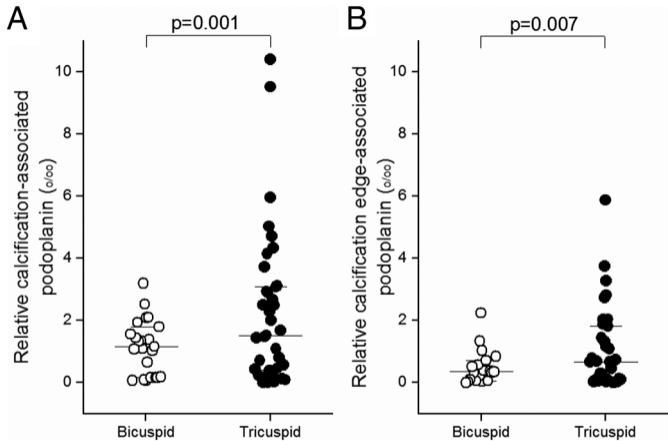 A
p=0.001
Relative calcification-associated
podoplanin (o/oo)
10
8
6
4
2
0
Bicuspid Tricuspid
B
p=0.007
Relative calcification edge-associated
podoplanin (o/oo)
10
8
6
4
2
0
Bicuspid Tricuspid